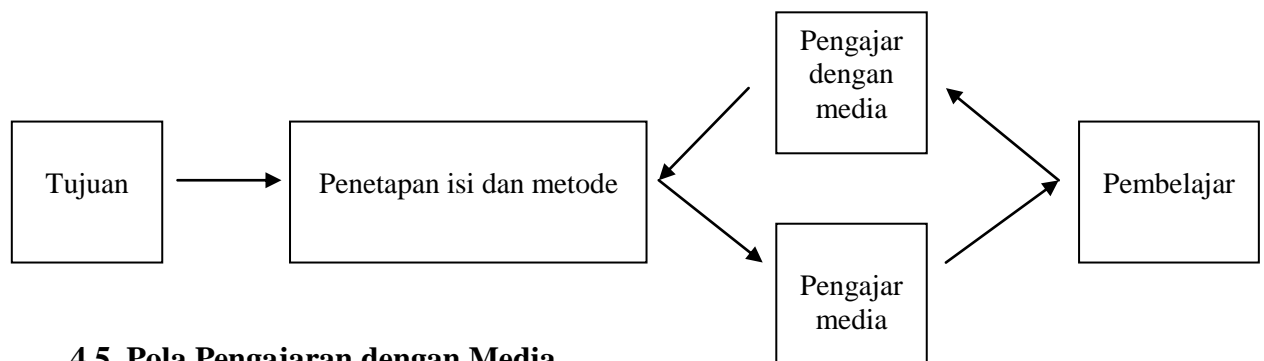 Pengajar
dengan
media
Tujuan
Penetapan isi dan metode
Pembelajar
Pengajar
media
4.5 Pola Pengajaran dengan Media